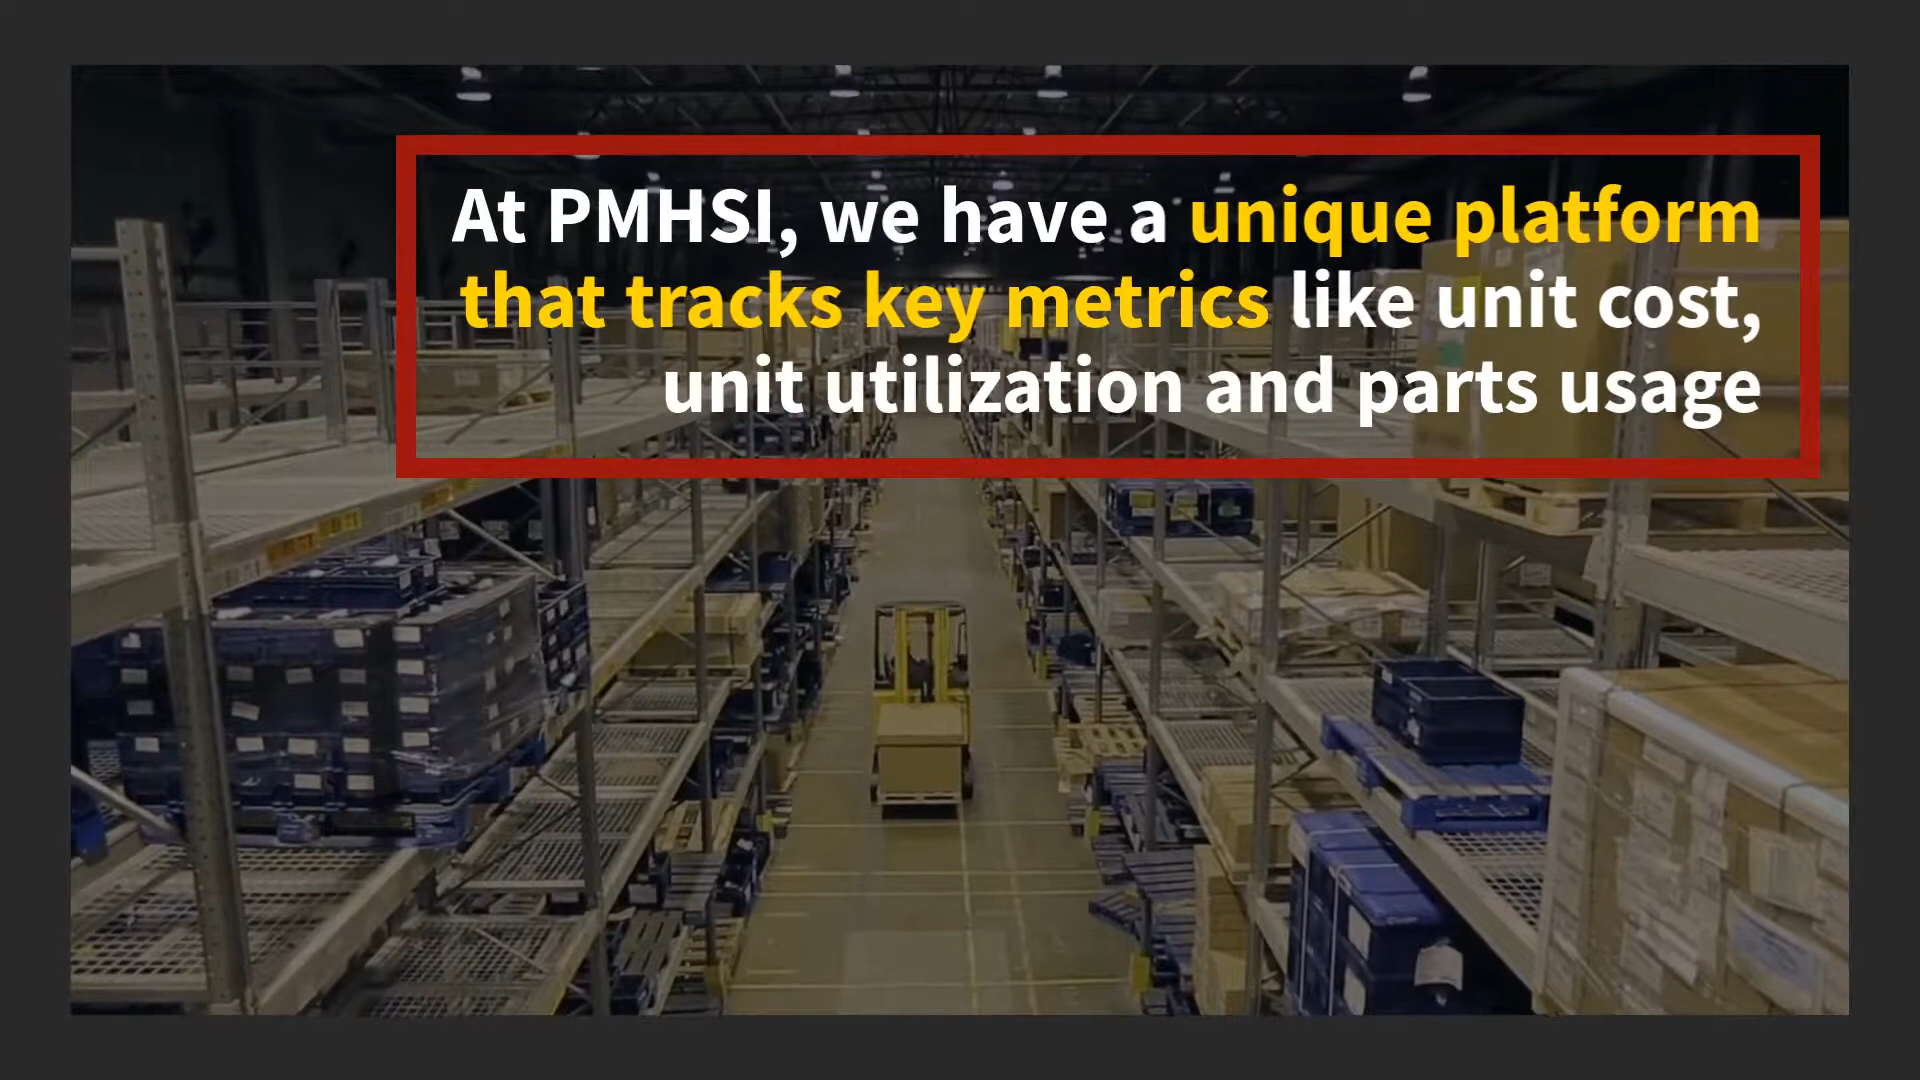 At PMHSI, we have a unique platform
that tracks key metrics like unit cost,
unit utilization and parts usage